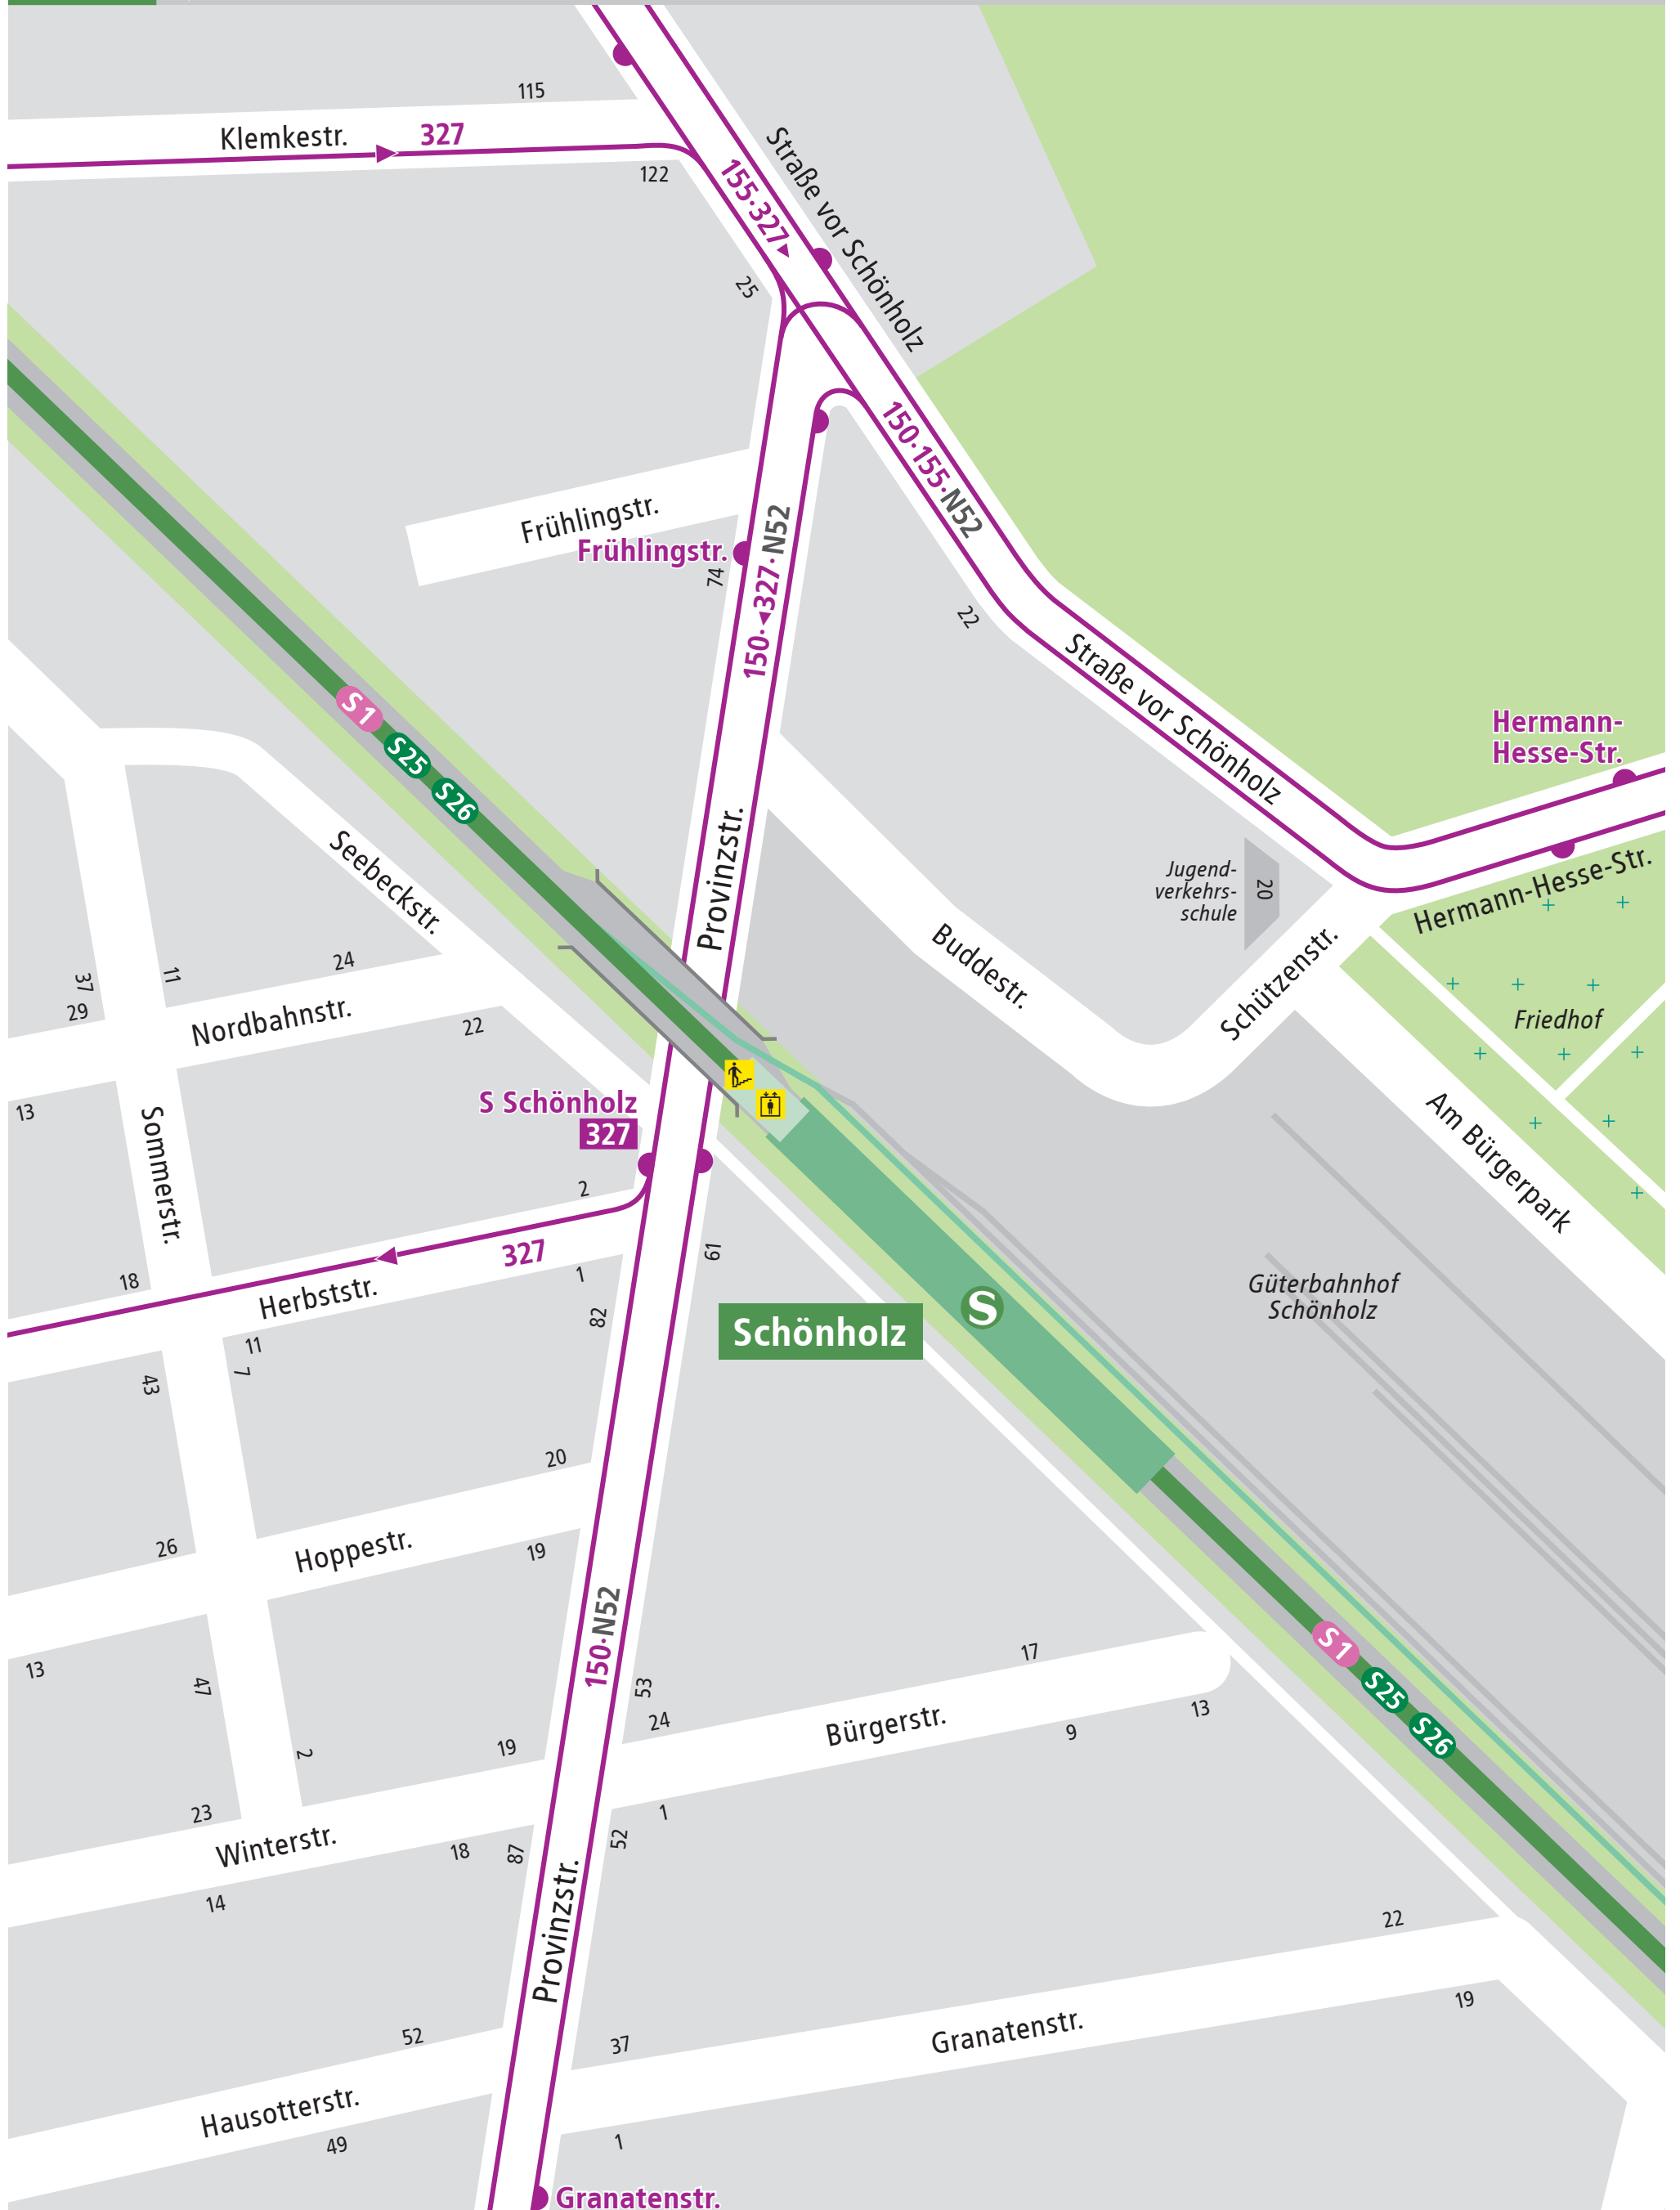 115
Klemkestr.
327
122
155·327
Straße vor Schönholz
25
150·155·N52
Frühlingstr.
Frühlingstr.
74
150·327·N52
22
Straße vor Schönholz
Hermann-
Hesse-Str.
S1
S25
S26
Provinzstr.
Seebeckstr.
Jugend-
verkehrs-
schule
20
Hermann-Hesse-Str.
Buddestr.
Schützenstr.
24
37
11
29
Nordbahnstr.
22
Friedhof
13
S Schönholz
327
Sommerstr.
Am Bürgerpark
2
327
61
18
Herbststr.
1
82
Schönholz
S
Güterbahnhof
Schönholz
11
7
43
20
26
Hoppestr.
19
150·N52
13
47
53
17
S1
S25
S26
24
Bürgerstr.
13
9
2
19
23
Winterstr.
1
18
87
52
14
Provinzstr.
22
19
52
37
Granatenstr.
Hausotterstr.
49
1
Granatenstr.